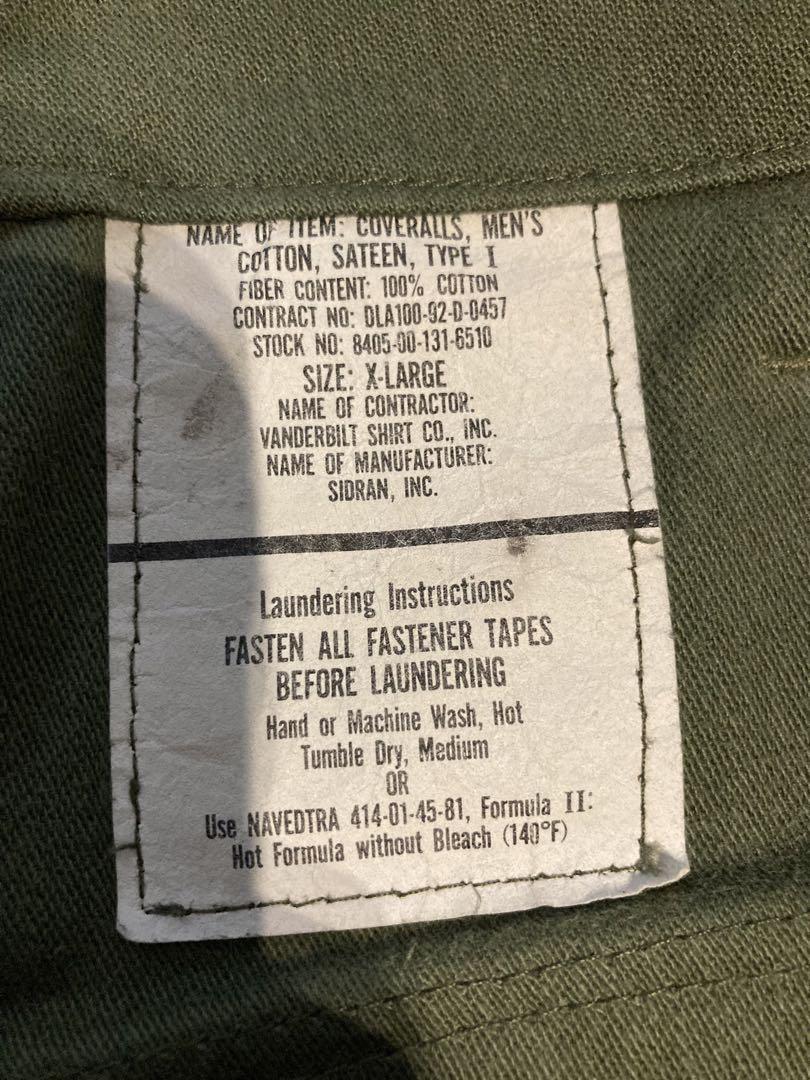 NAME OF ITEM: COVERALLS, MEN'S
COTTON, SATEEN, TYPE I
FIBER CONTENT: 100% COTTON
CONTRACT NO: DLA100-92-D-0457
STOCK NO: 8405-00-131-6510
SIZE: X-LARGE
NAME OF CONTRACTOR:
VANDERBILT SHIRT CO., INC.
NAME OF MANUFACTURER:
SIDRAN, INC.
Laundering Instructions
FASTEN ALL FASTENER TAPES
BEFORE LAUNDERING
Hand or Machine Wash, Hot
Tumble Dry, Medium
OR
Use NAVEDTRA 414-01-45-81, Formula II:
Hot Formula without Bleach (140°F)